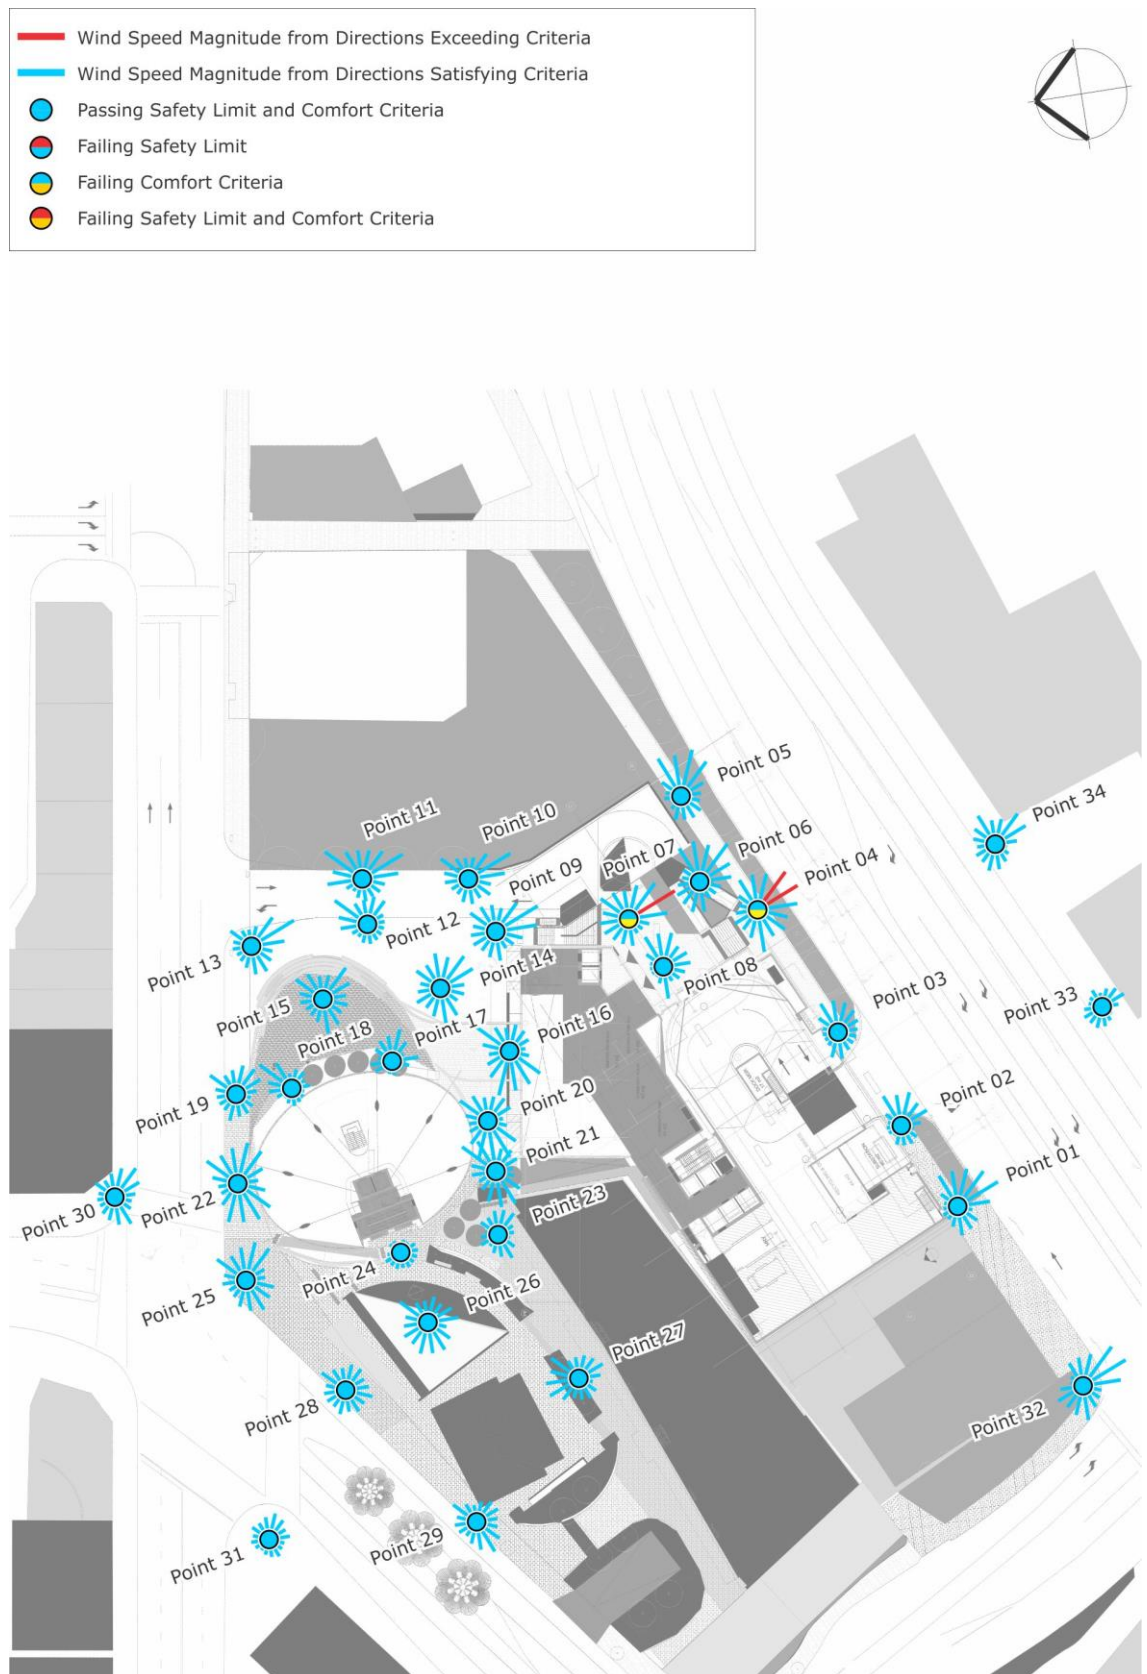 Wind Speed Magnitude from Directions Exceeding Criteria
Wind Speed Magnitude from Directions Satisfying Criteria
Passing Safety Limit and Comfort Criteria
Failing Safety Limit
Failing Comfort Criteria
Failing Safety Limit and Comfort Criteria
Point 05
Point 34
Point 11
Point 10
Point 06
Point 07
Point 04
Point 09
Point 12
Point 13
Point 14
Point 08
Point 15
Point 03
Point 33
Point 18
Point 17
Point 16
Point 19
Point 20
Point 02
Point 21
Point 01
Point 22
Point 30
Point 23
Point 24
Point 25
Point 26
Point 27
Point 28
Point 32
Point 29
Point 31